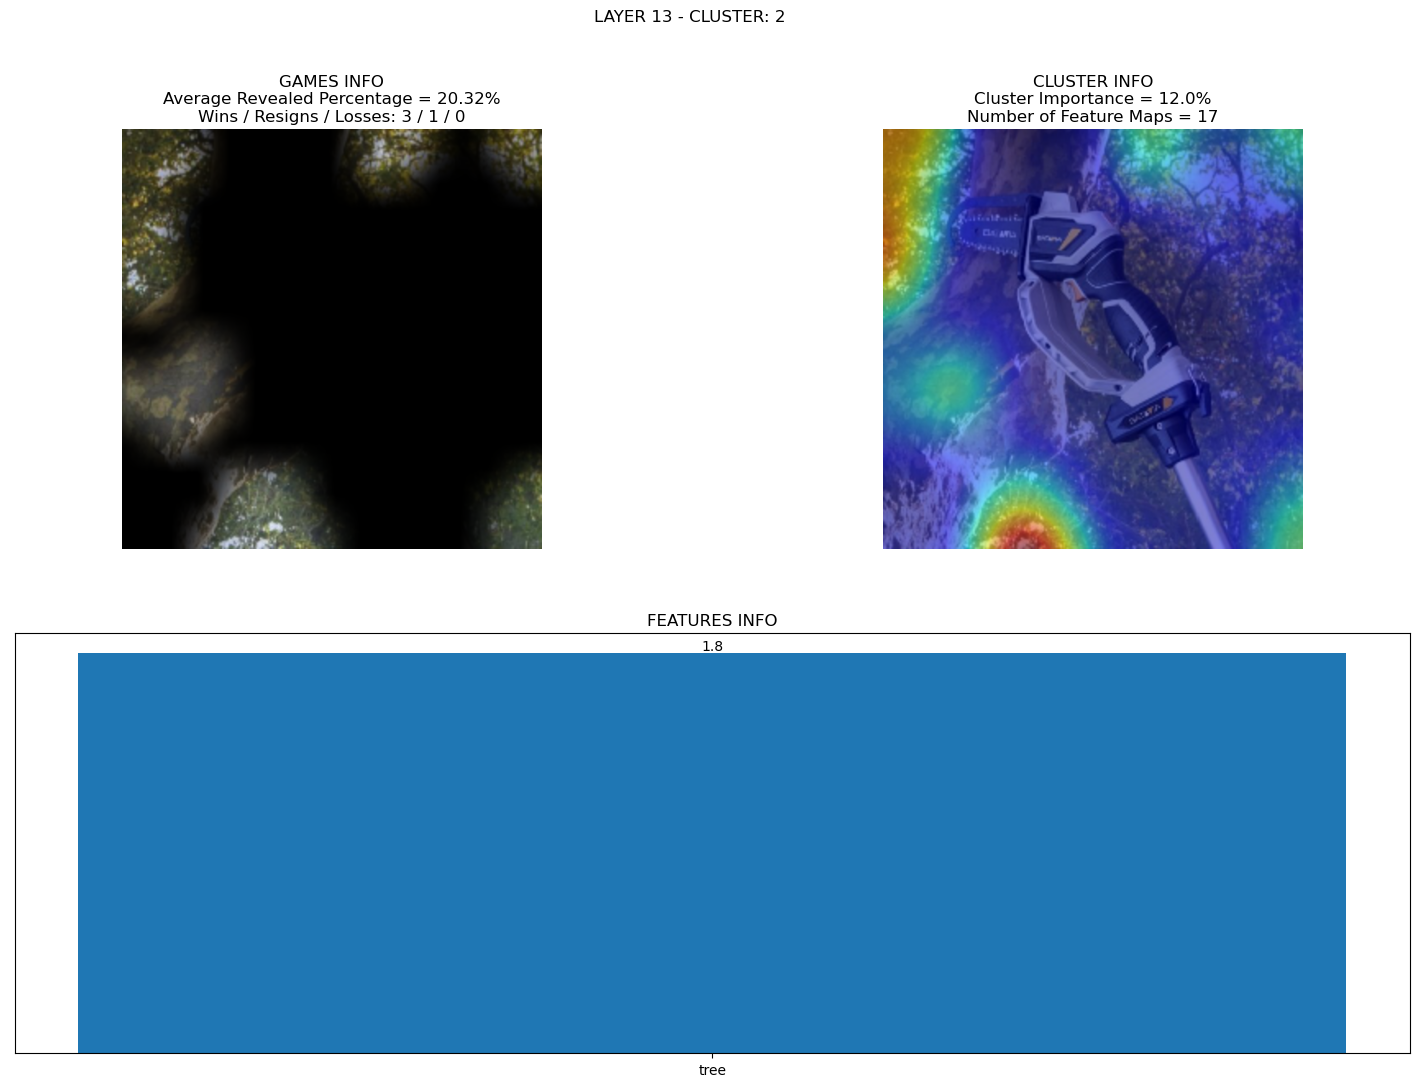 LAYER 13 - CLUSTER: 2
GAMES INFO
Average Revealed Percentage = 20.32%
Wins / Resigns / Losses: 3 / 1 / 0
CLUSTER INFO
Cluster Importance = 12.0%
Number of Feature Maps = 17
FEATURES INFO
1.8
tree